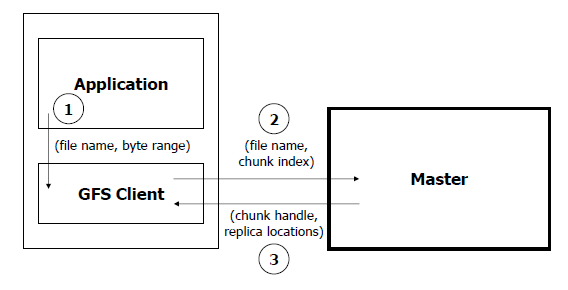 Application
1
(file name, byte range)
GFS Client
2
(file name,
chunk index)
Master
(chunk handle,
replica locations)
3